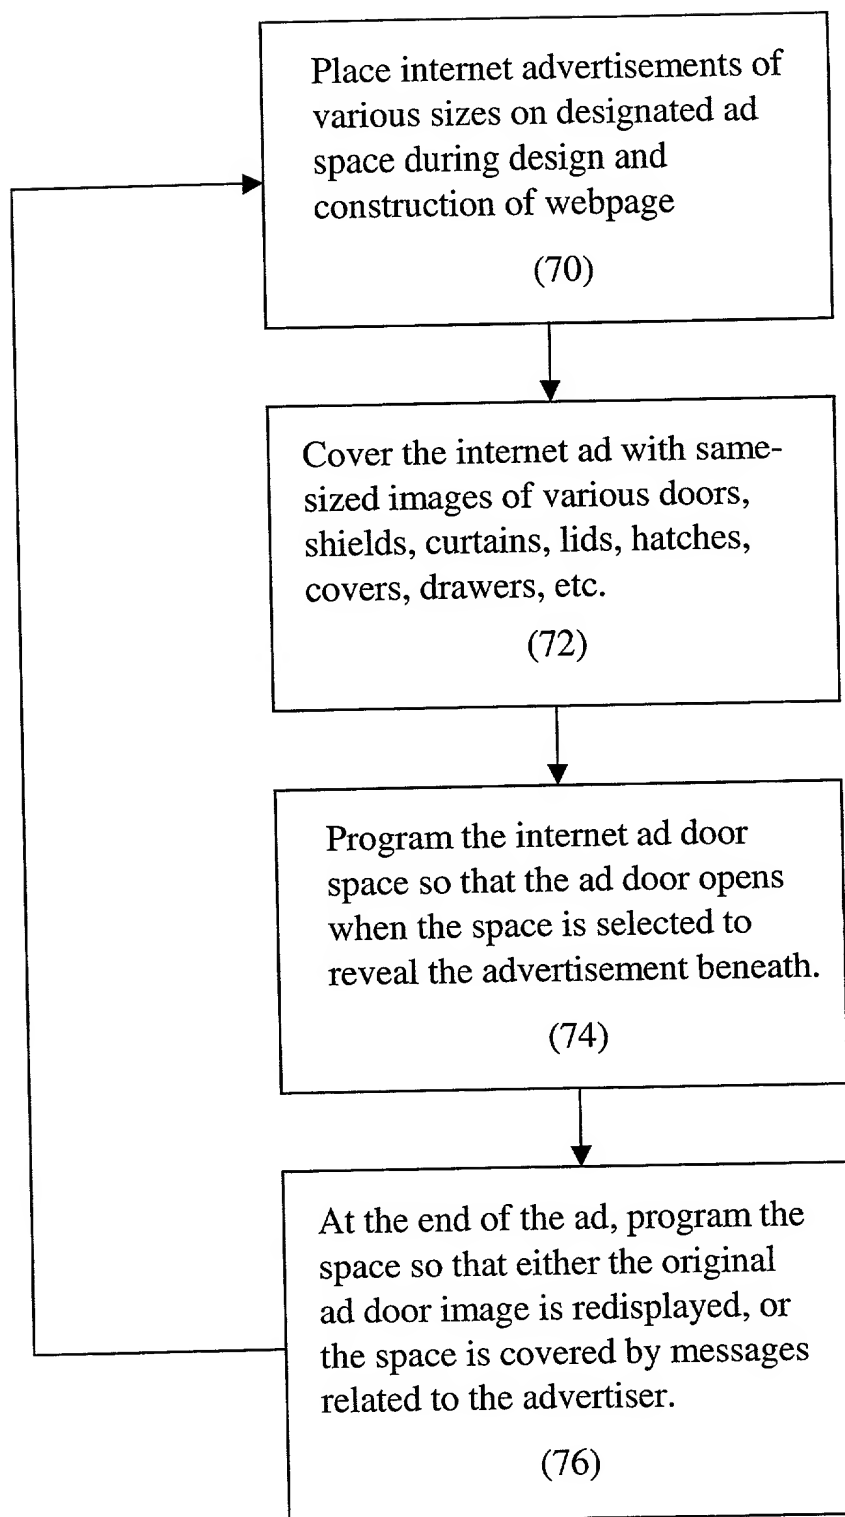 Place internet advertisements of
various sizes on designated ad
space during design and
construction of webpage
(70)
Cover the internet ad with same-
sized images of various doors,
shields, curtains, lids, hatches,
covers, drawers, etc.
(72)
Program the internet ad door
space so that the ad door opens
when the space is selected to
reveal the advertisement beneath.
(74)
At the end of the ad, program the
space so that either the original
ad door image is redisplayed, or
the space is covered by messages
related to the advertiser.
(76)